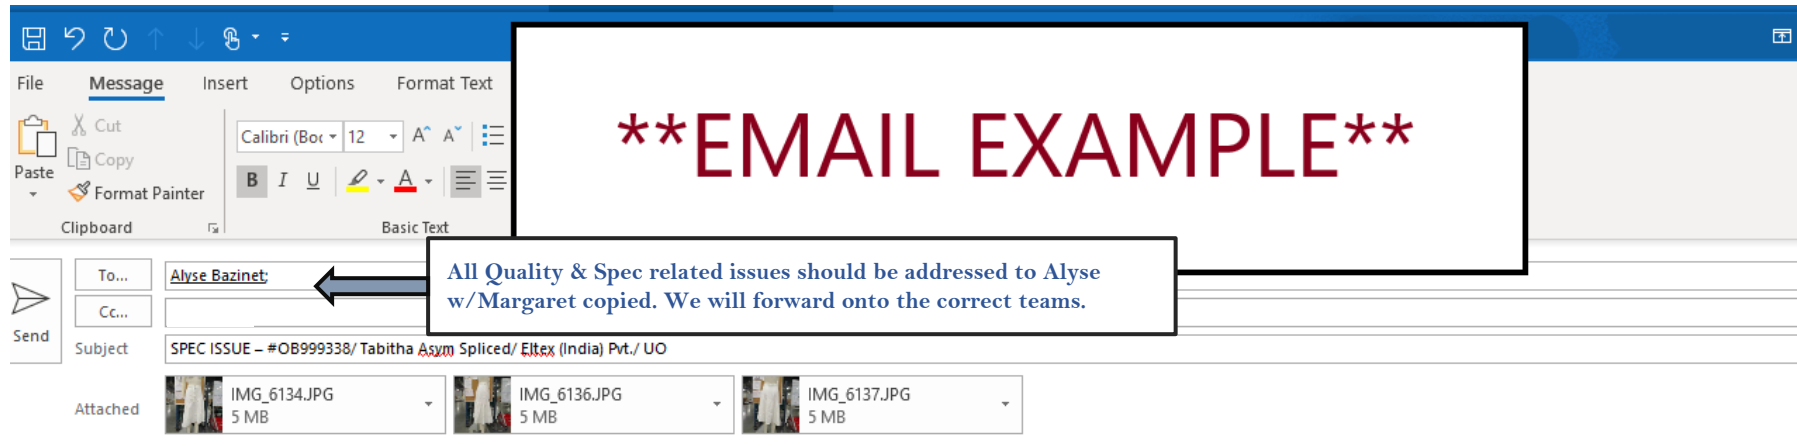 File Message Insert Options Format Text
**EMAIL EXAMPLE**
Cut
Copy
Paste
Format Painter
Clipboard
Calibri (Boc 12 A^ A˅
B I U A
Basic Text
To... Alyse Bazinet;
All Quality & Spec related issues should be addressed to Alyse
w/Margaret copied. We will forward onto the correct teams.
Cc...
Send
Subject SPEC ISSUE – #OB999338/ Tabitha Asym Spliced/ Eltex (India) Pvt./ UO
Attached IMG_6134.JPG IMG_6136.JPG IMG_6137.JPG
5 MB 5 MB 5 MB